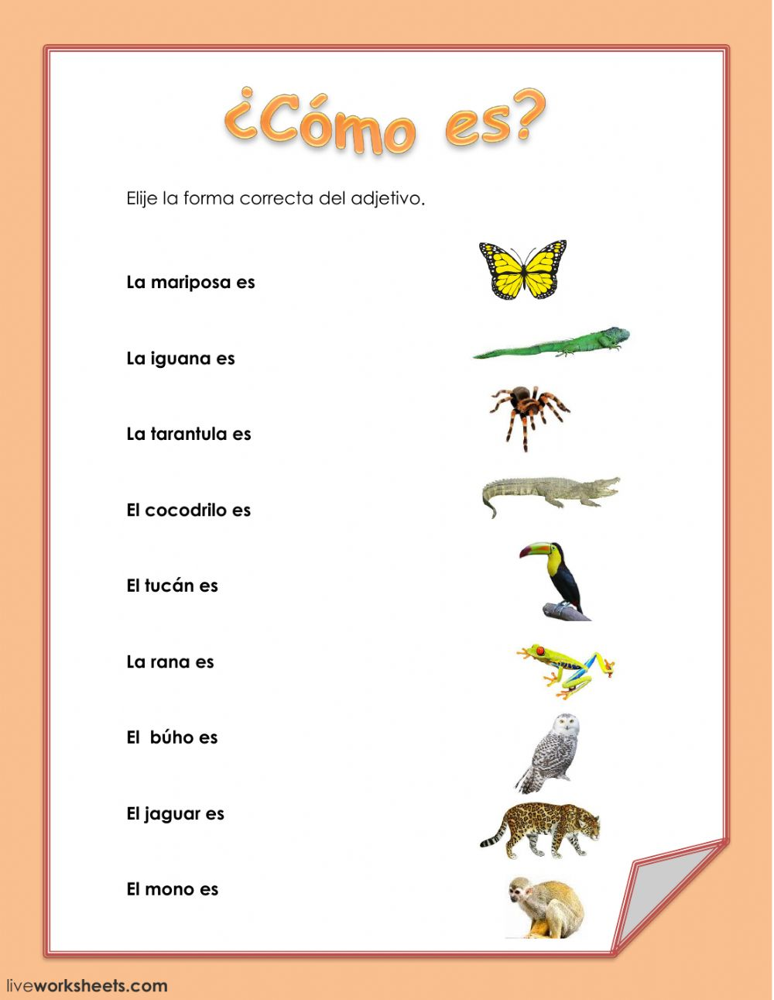 ¿Cómo es?
Elije la forma correcta del adjetivo.
La mariposa es
La iguana es
La tarantula es
El cocodrilo es
El tucán es
La rana es
El  búho es
El jaguar es
El mono es
liveworksheets.com